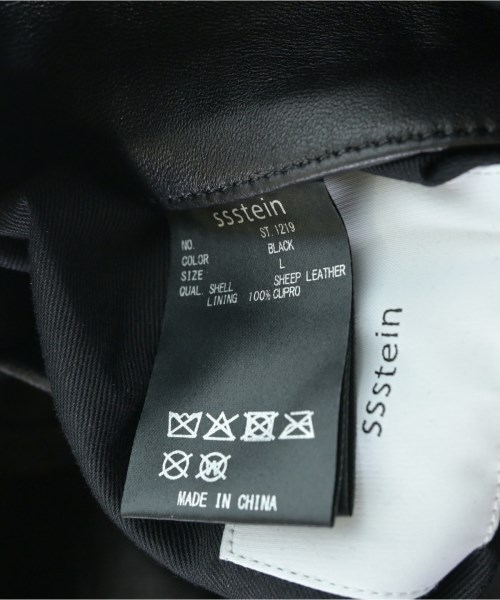 ssstein
NO. ST.1219
COLOR BLACK
SIZE L
QUAL SHELL SHEEP LEATHER
LINING 100% CUPRO
W
MADE IN CHINA
ssstein